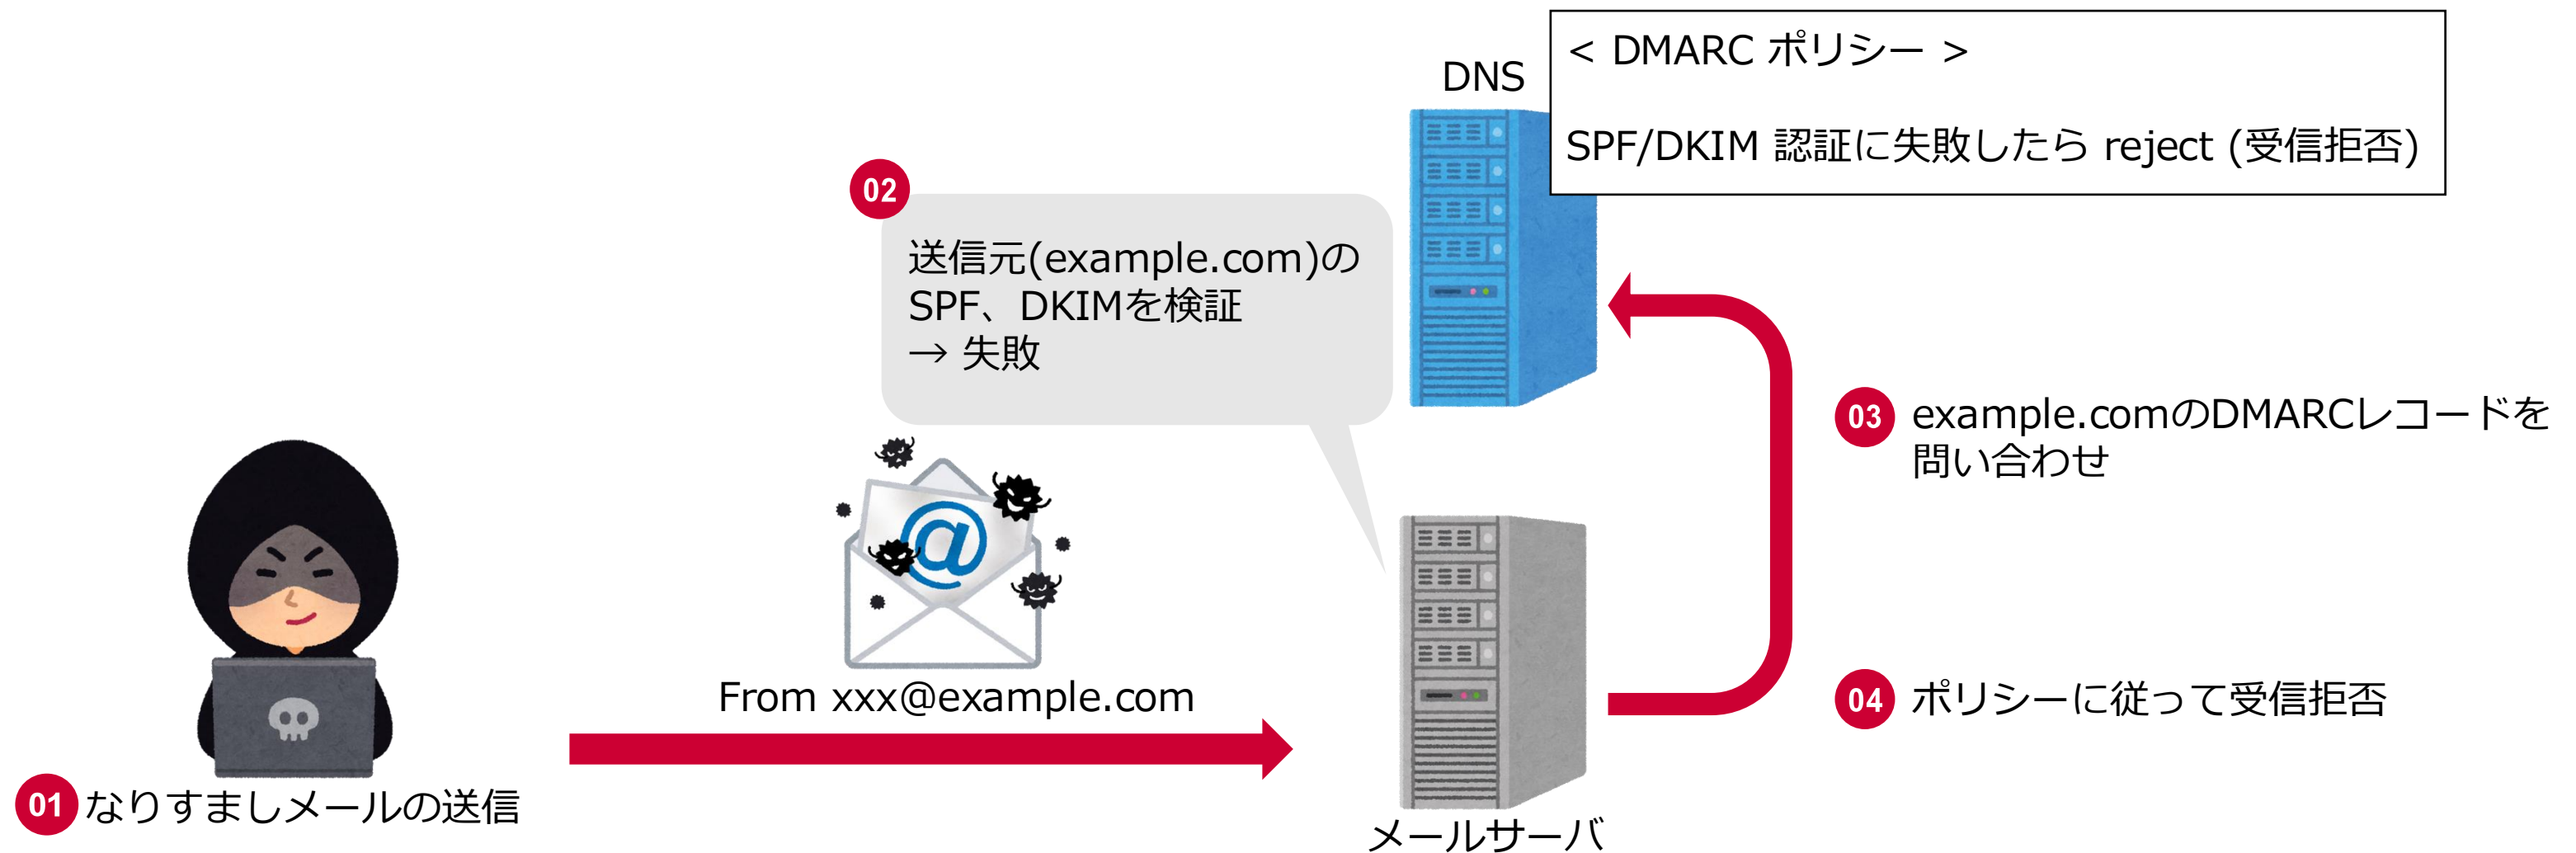 < DMARC ポリシー >
SPF/DKIM 認証に失敗したら reject (受信拒否)
DNS
02
送信元(example.com)の
SPF、DKIMを検証
→ 失敗
03 example.comのDMARCレコードを
問い合わせ
From xxx@example.com
04 ポリシーに従って受信拒否
01 なりすましメールの送信
メールサーバ